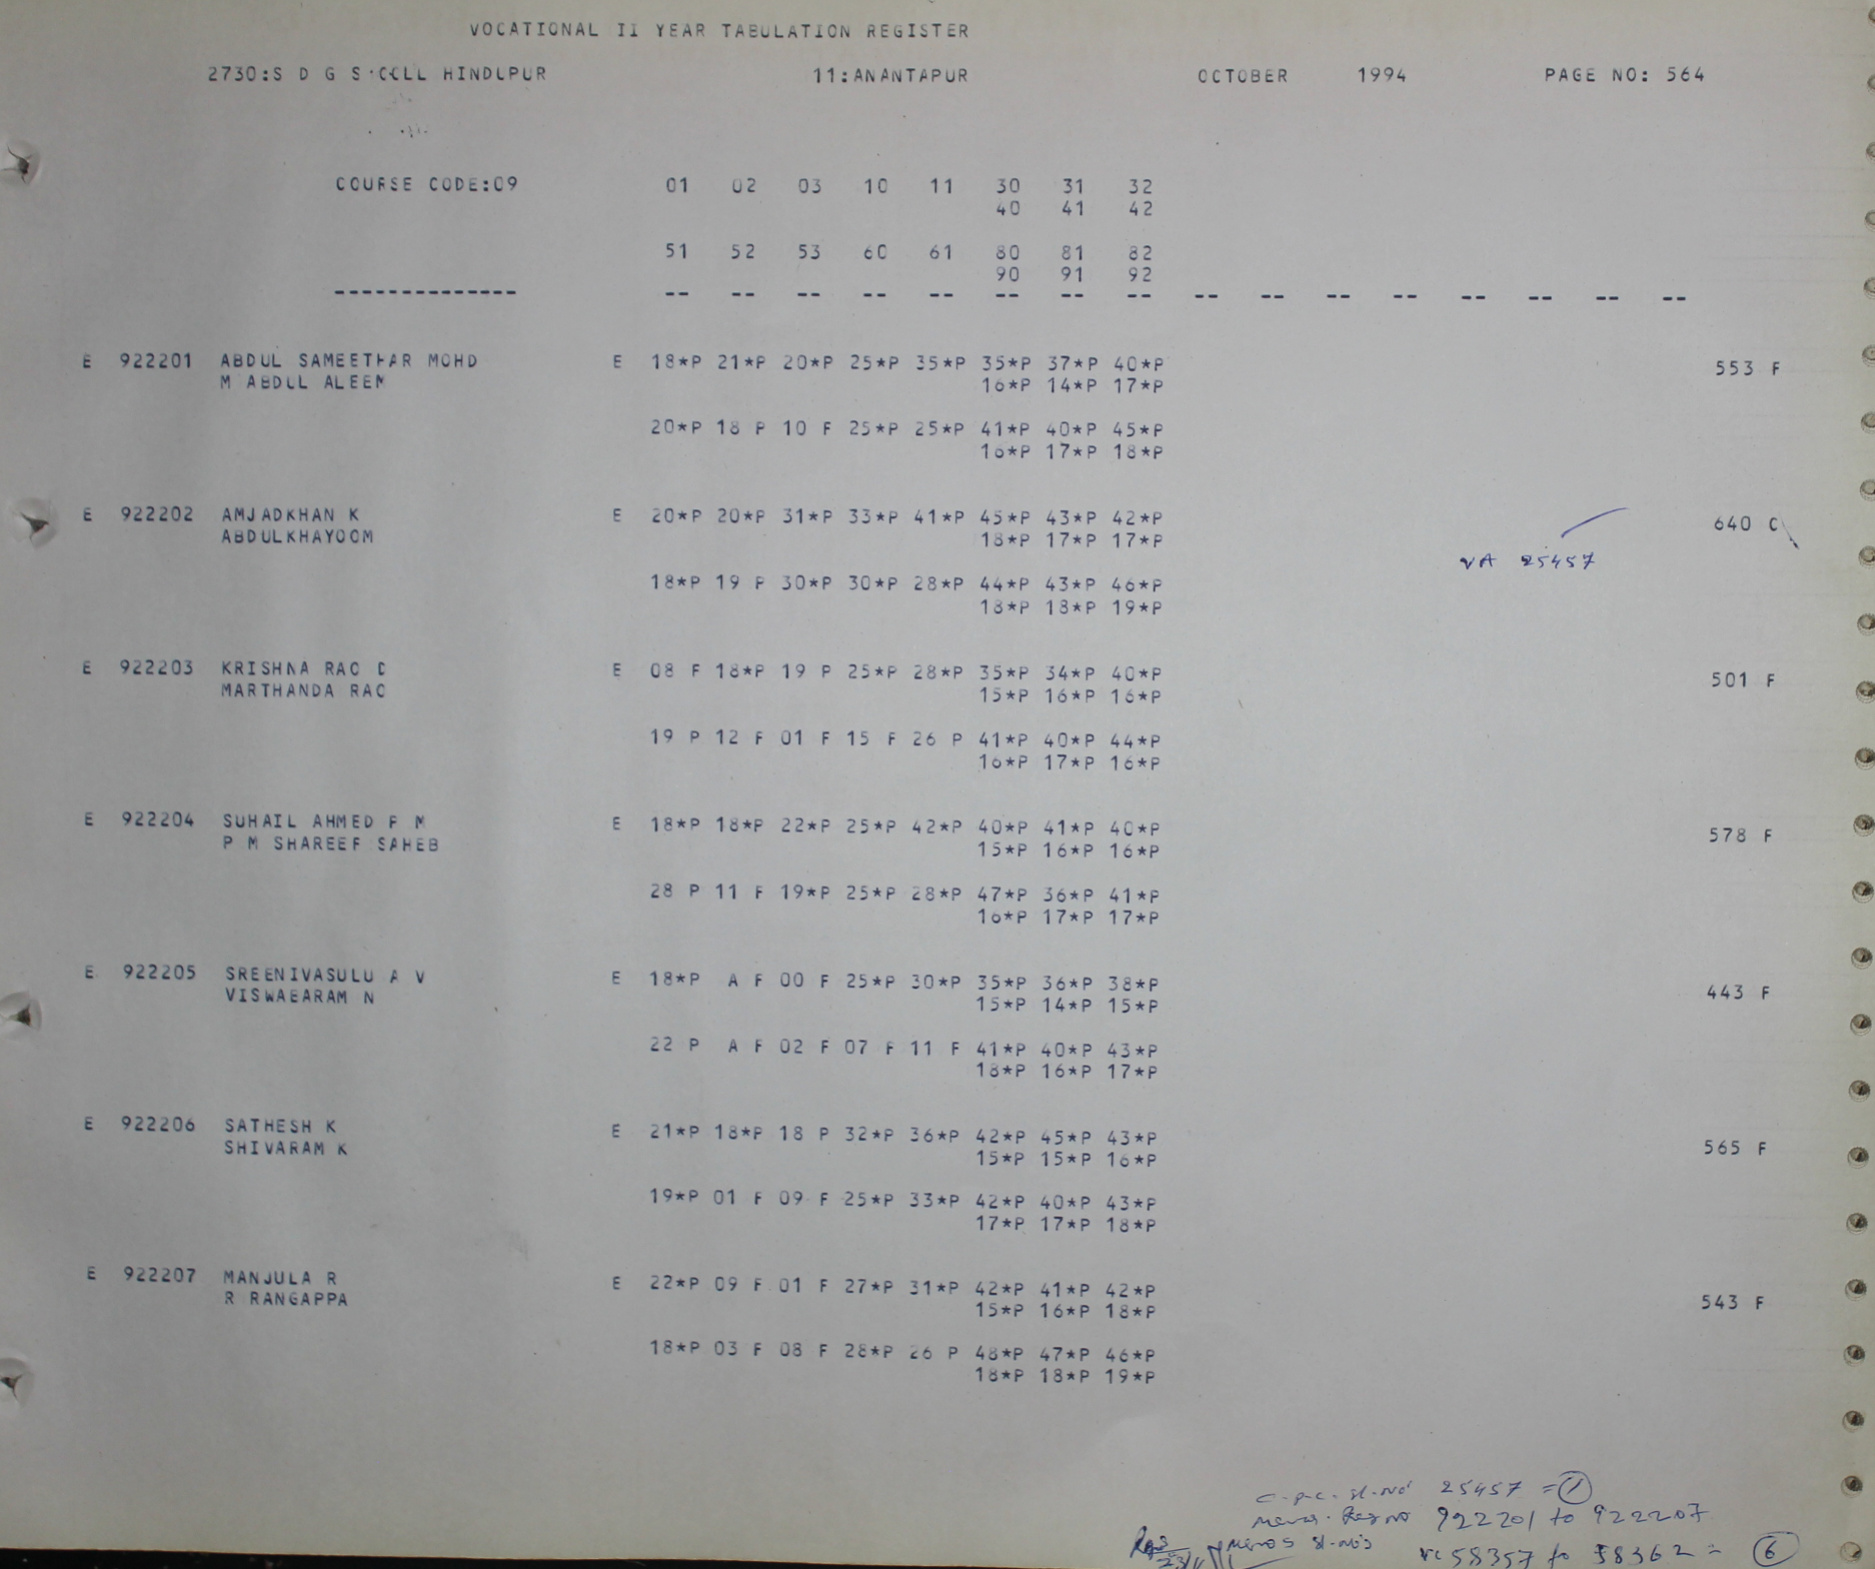 VOCATIONAL II YEAR TABULATION REGISTER
2730:S D G S COLL HINDUPUR 11:ANANTAPUR OCTOBER 1994 PAGE NO: 564
COURSE CODE:09 01 02 03 10 11 30 31 32
40 41 42
51 52 53 60 61 80 81 82
90 91 92
-------------- -- -- -- -- -- -- -- -- -- -- -- -- -- -- -- --
E 922201 ABDUL SAMEETHAR MOHD E 18*P 21*P 20*P 25*P 35*P 35*P 37*P 40*P 553 F
M ABDUL ALEEM 16*P 14*P 17*P
20*P 18 P 10 F 25*P 25*P 41*P 40*P 45*P
16*P 17*P 18*P
E 922202 AMJADKHAN K E 20*P 20*P 31*P 33*P 41*P 45*P 43*P 42*P 640 C
ABDULKHAYOOM 18*P 17*P 17*P
VA 25457
18*P 19 P 30*P 30*P 28*P 44*P 43*P 46*P
18*P 18*P 19*P
E 922203 KRISHNA RAO D E 08 F 18*P 19 P 25*P 28*P 35*P 34*P 40*P 501 F
MARTHANDA RAO 15*P 16*P 16*P
19 P 12 F 01 F 15 F 26 P 41*P 40*P 44*P
16*P 17*P 16*P
E 922204 SUHAIL AHMED P M E 18*P 18*P 22*P 25*P 42*P 40*P 41*P 40*P 578 F
P M SHAREEF SAHEB 15*P 16*P 16*P
28 P 11 F 19*P 25*P 28*P 47*P 36*P 41*P
16*P 17*P 17*P
E 922205 SREENIVASULU A V E 18*P A F 00 F 25*P 30*P 35*P 36*P 38*P 443 F
VISWABARAM N 15*P 14*P 15*P
22 P A F 02 F 07 F 11 F 41*P 40*P 43*P
18*P 16*P 17*P
E 922206 SATHESH K E 21*P 18*P 18 P 32*P 36*P 42*P 45*P 43*P 565 F
SHIVARAM K 15*P 15*P 16*P
19*P 01 F 09 F 25*P 33*P 42*P 40*P 43*P
17*P 17*P 18*P
E 922207 MANJULA R E 22*P 09 F 01 F 27*P 31*P 42*P 41*P 42*P 543 F
R RANGAPPA 15*P 16*P 18*P
18*P 03 F 08 F 28*P 26 P 48*P 47*P 46*P
18*P 18*P 19*P
c.p.c. sl.no 25457 = 1
922201 to 922207
memos sl.nos 58357 to 58362 = 6